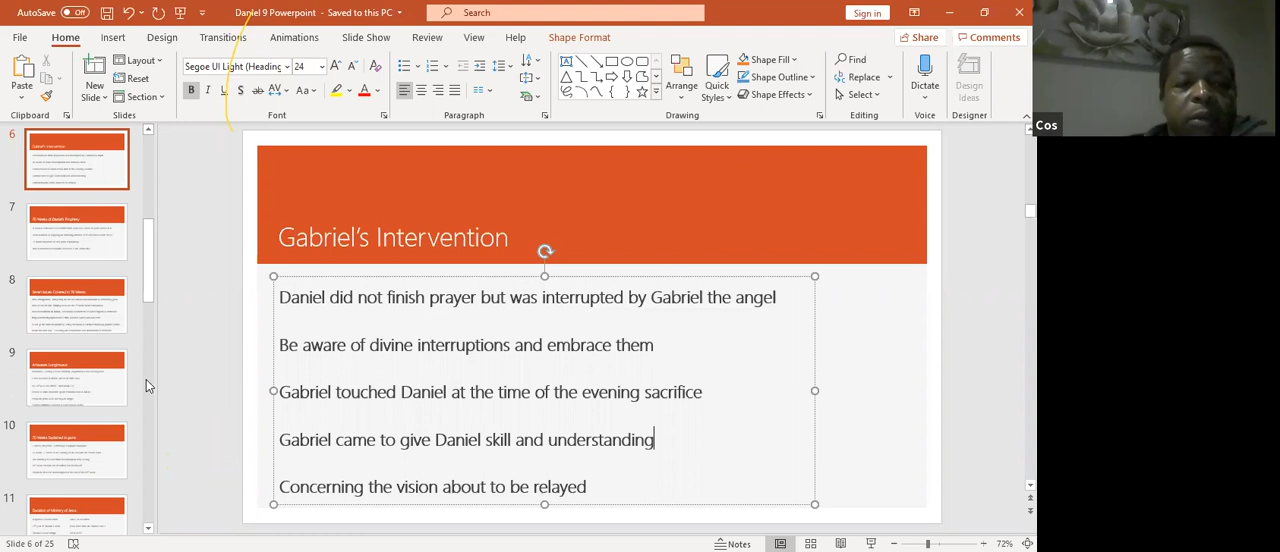 AutoSave Off Daniel 9 Powerpoint - Saved to this PC Search Sign in
File Home Insert Design Transitions Animations Slide Show Review View Help Shape Format Share Comments
Paste New Slide Layout Reset Section Segoe UI Light (Heading 24 Arrange Quick Styles Shape Fill Shape Outline Shape Effects Find Replace Select Dictate Design Ideas
Clipboard Slides Font Paragraph Drawing Editing Voice Designer
Cos
6
Gabriel's Intervention
7
8
9
10
11
Gabriel's Intervention
Daniel did not finish prayer but was interrupted by Gabriel the angel
Be aware of divine interruptions and embrace them
Gabriel touched Daniel at the time of the evening sacrifice
Gabriel came to give Daniel skill and understanding
Concerning the vision about to be relayed
Slide 6 of 25 Notes 72%